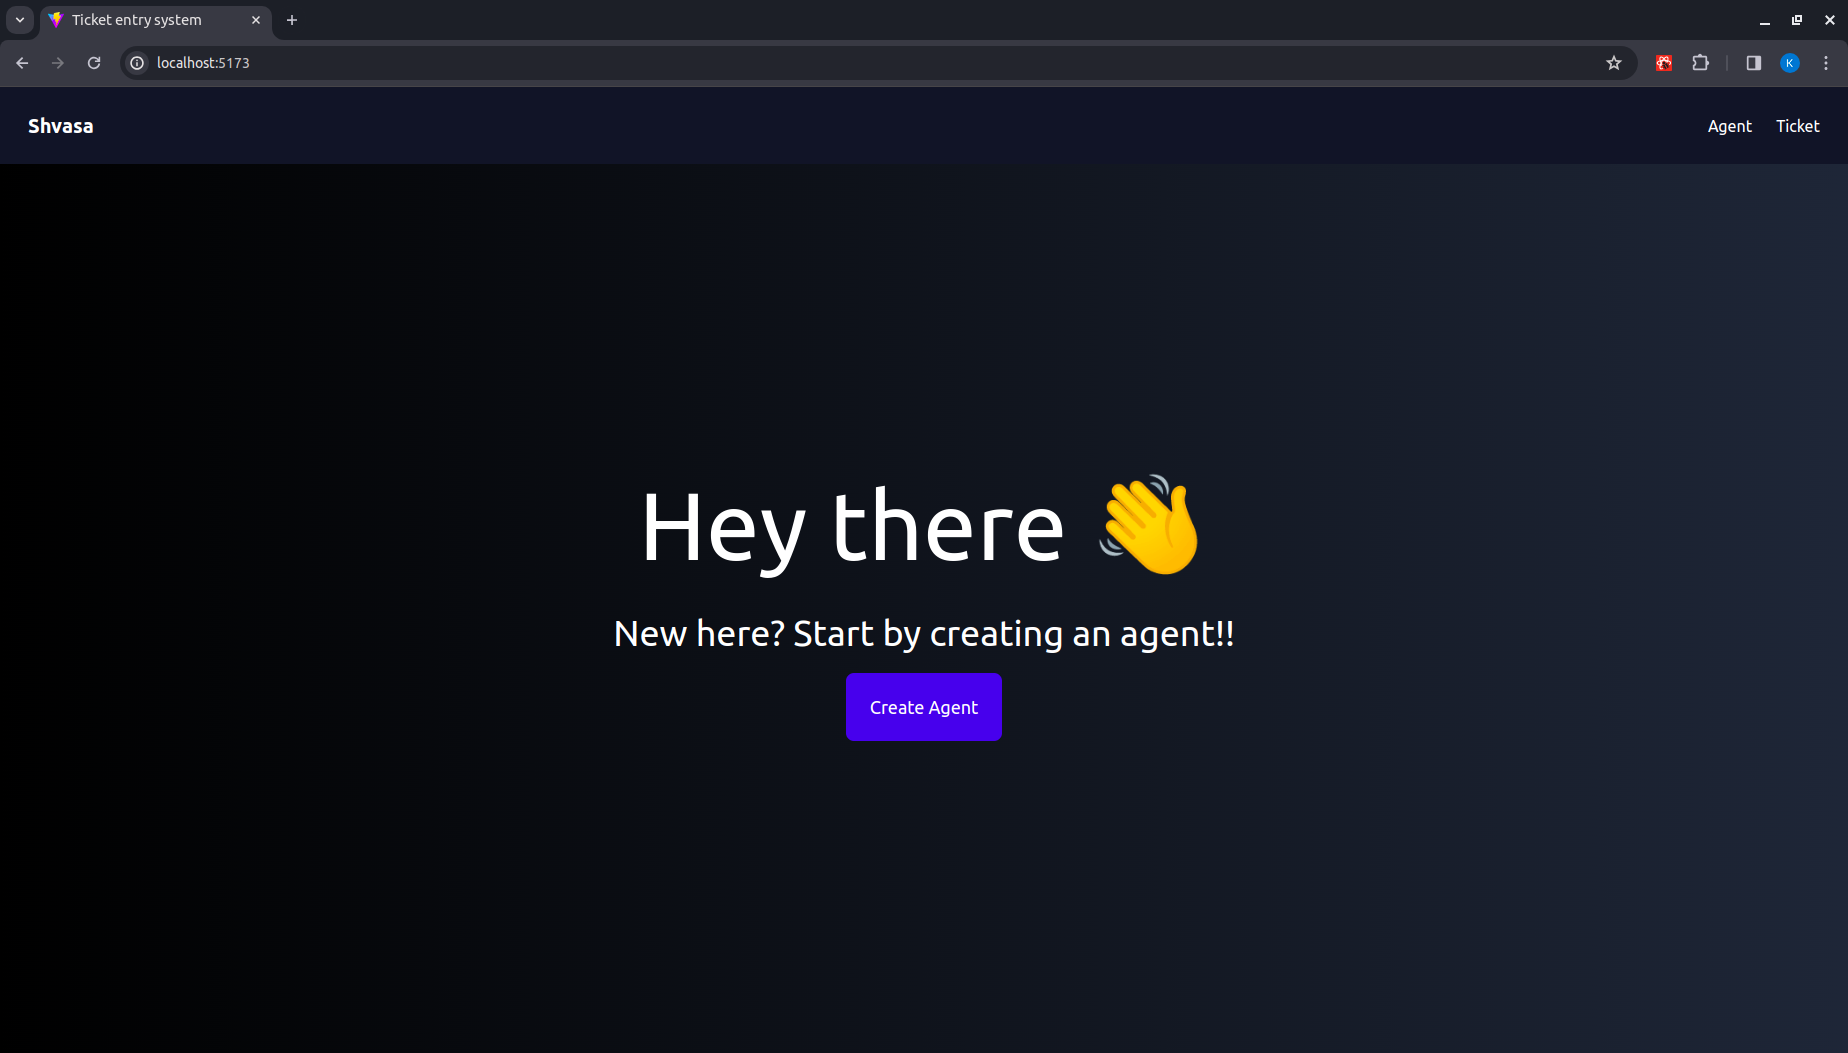 Ticket entry system
localhost:5173
K
Shvasa
Agent Ticket
Hey there 👋
New here? Start by creating an agent!!
Create Agent